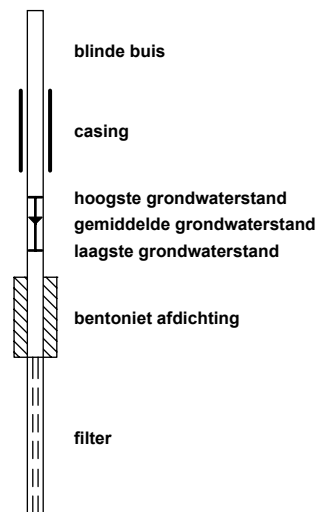 blinde buis
casing
hoogste grondwaterstand
gemiddelde grondwaterstand
laagste grondwaterstand
bentoniet afdichting
filter